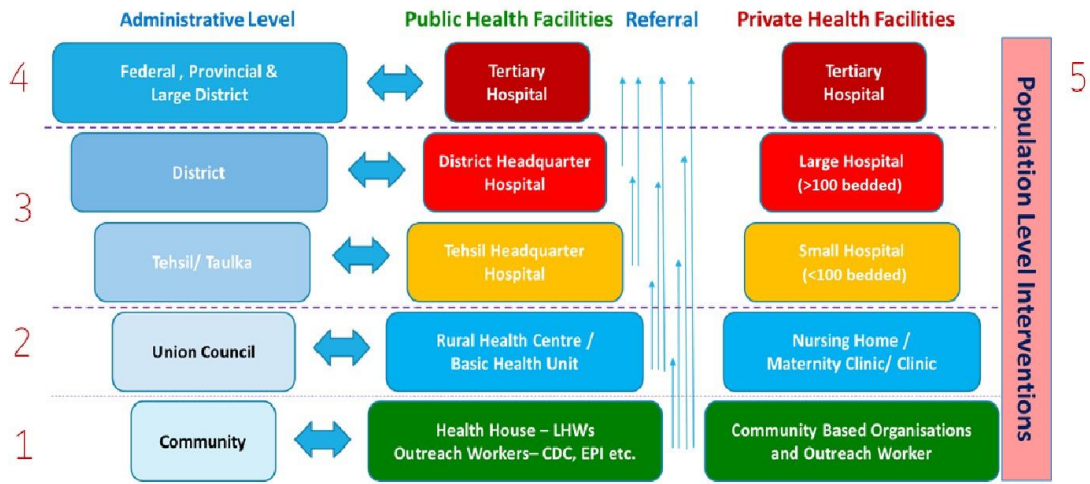 Administrative Level
Public Health Facilities
Referral
Private Health Facilities
4
Federal , Provincial &
Large District
Tertiary
Hospital
Tertiary
Hospital
5
3
District
District Headquarter
Hospital
Large Hospital
(>100 bedded)
Tehsil/ Taulka
Tehsil Headquarter
Hospital
Small Hospital
(<100 bedded)
2
Union Council
Rural Health Centre /
Basic Health Unit
Nursing Home /
Maternity Clinic/ Clinic
1
Community
Health House – LHWs
Outreach Workers– CDC, EPI etc.
Community Based Organisations
and Outreach Worker
Population Level Interventions